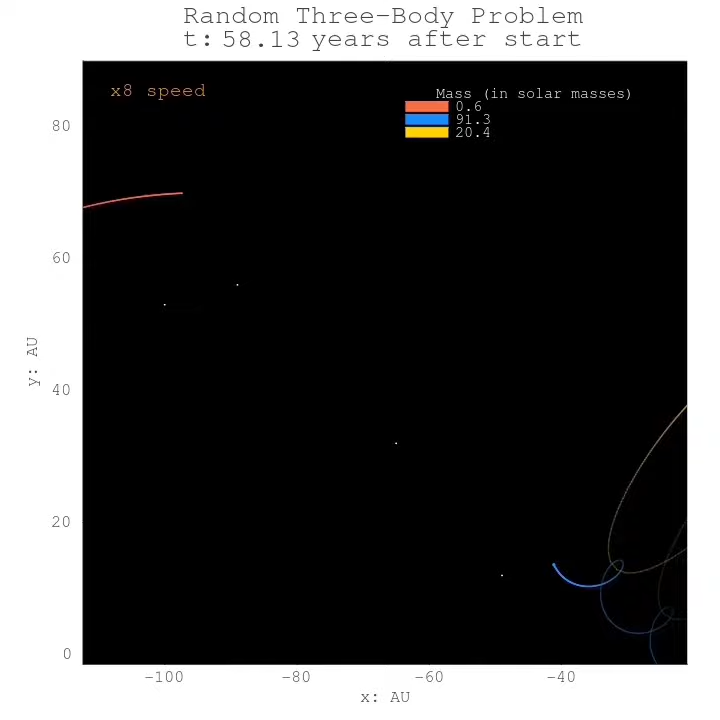 Random Three-Body Problem
t: 58.13 years after start
x8 speed
Mass (in solar masses)
0.6
91.3
20.4
80
60
40
20
0
y: AU
-100
-80
-60
-40
x: AU